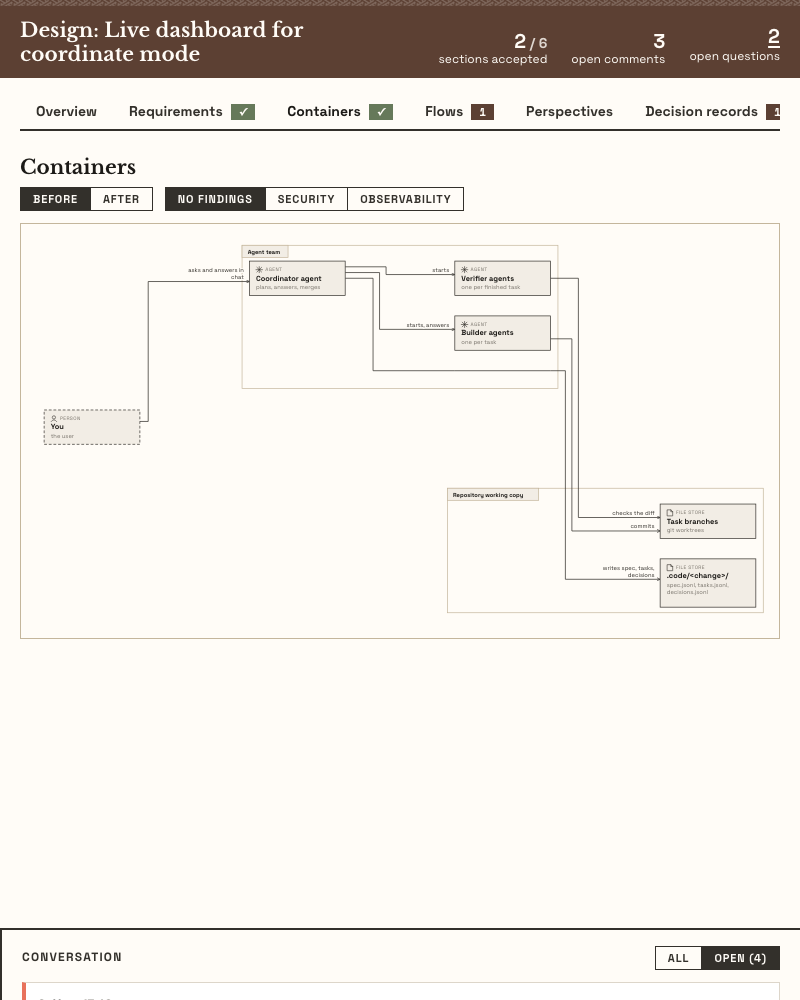 Design: Live dashboard for
coordinate mode
2 / 6
sections accepted
3
open comments
2
open questions
Overview
Requirements ✓
Containers ✓
Flows 1
Perspectives
Decision records 1
Containers
BEFORE
AFTER
NO FINDINGS
SECURITY
OBSERVABILITY
Agent team
asks and answers in
chat
AGENT
Coordinator agent
plans, answers, merges
starts
AGENT
Verifier agents
one per finished task
starts, answers
AGENT
Builder agents
one per task
PERSON
You
the user
Repository working copy
checks the diff
commits
FILE STORE
Task branches
git worktrees
writes spec, tasks,
decisions
FILE STORE
.code/<change>/
spec.jsonl, tasks.jsonl,
decisions.jsonl
CONVERSATION
ALL
OPEN (4)